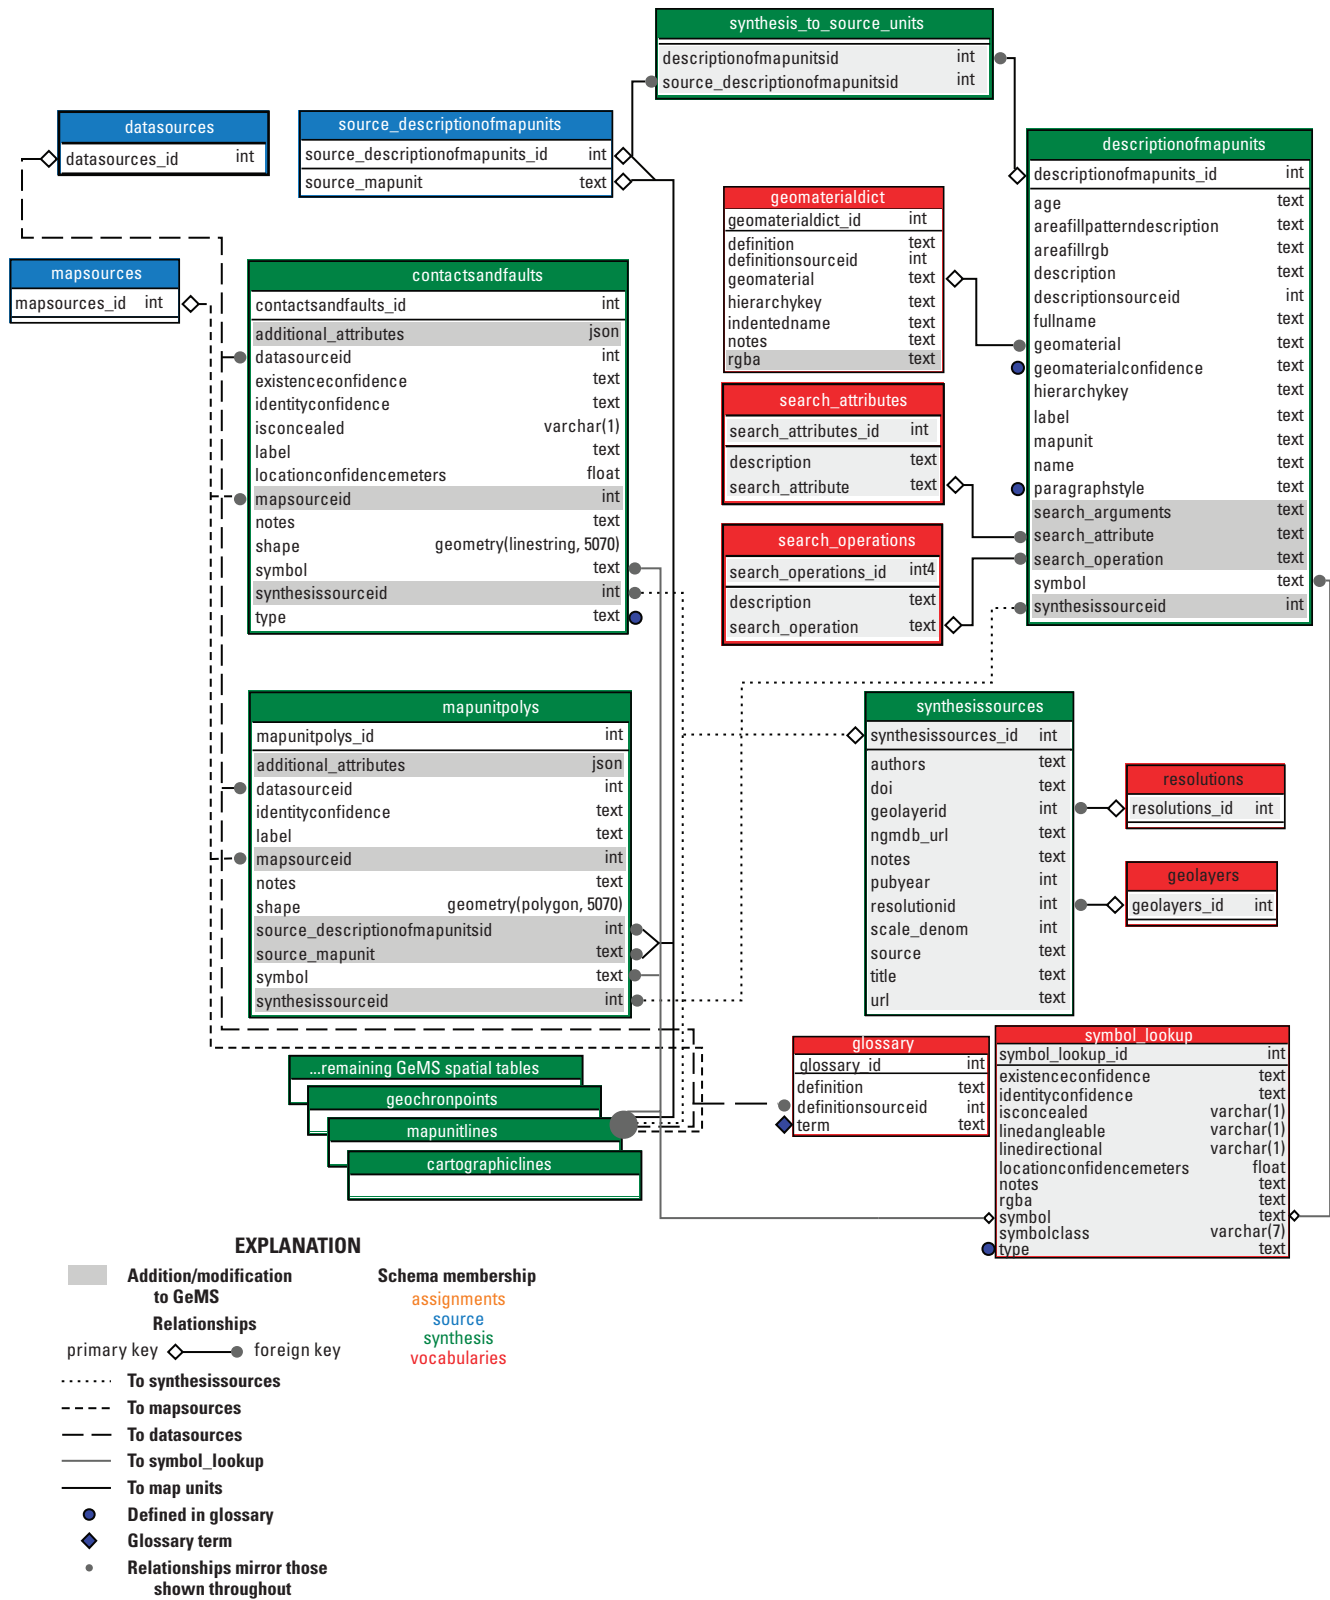 synthesis_to_source_units
descriptionofmapunitsid int
source_descriptionofmapunitsid int
datasources
datasources_id int
source_descriptionofmapunits
source_descriptionofmapunits_id int
source_mapunit text
descriptionofmapunits
descriptionofmapunits_id int
age text
areafillpatterndescription text
areafillrgb text
description text
descriptionsourceid int
fullname text
geomaterial text
geomaterialconfidence text
hierarchykey text
label text
mapunit text
name text
paragraphstyle text
search_arguments text
search_attribute text
search_operation text
symbol text
synthesissourceid int
geomaterialdict
geomaterialdict_id int
definition text
definitionsourceid int
geomaterial text
hierarchykey text
indentedname text
notes text
rgba text
mapsources
mapsources_id int
contactsandfaults
contactsandfaults_id int
additional_attributes json
datasourceid int
existenceconfidence text
identityconfidence text
isconcealed varchar(1)
label text
locationconfidencemeters float
mapsourceid int
notes text
shape geometry(linestring, 5070)
symbol text
synthesissourceid int
type text
search_attributes
search_attributes_id int
description text
search_attribute text
search_operations
search_operations_id int4
description text
search_operation text
mapunitpolys
mapunitpolys_id int
additional_attributes json
datasourceid int
identityconfidence text
label text
mapsourceid int
notes text
shape geometry(polygon, 5070)
source_descriptionofmapunitsid int
source_mapunit text
symbol text
synthesissourceid int
synthesissources
synthesissources_id int
authors text
doi text
geolayerid int
ngmdb_url text
notes text
pubyear int
resolutionid int
scale_denom int
source text
title text
url text
resolutions
resolutions_id int
geolayers
geolayers_id int
...remaining GeMS spatial tables
geochronpoints
mapunitlines
cartographiclines
glossary
glossary_id int
definition text
definitionsourceid int
term text
symbol_lookup
symbol_lookup_id int
existenceconfidence text
identityconfidence text
isconcealed varchar(1)
linedangleable varchar(1)
linedirectional varchar(1)
locationconfidencemeters float
notes text
rgba text
symbol text
symbolclass varchar(7)
type text
EXPLANATION
Addition/modification
to GeMS
Relationships
primary key foreign key
To synthesissources
To mapsources
To datasources
To symbol_lookup
To map units
Defined in glossary
Glossary term
Relationships mirror those
shown throughout
Schema membership
assignments
source
synthesis
vocabularies